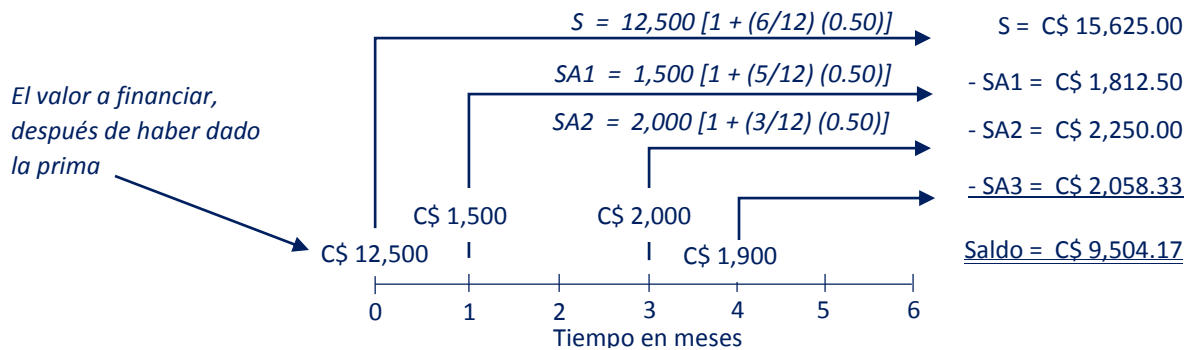 S = 12,500 [1 + (6/12) (0.50)]
S = C$ 15,625.00
SA1 = 1,500 [1 + (5/12) (0.50)]
- SA1 = C$ 1,812.50
El valor a financiar,
después de haber dado
la prima
SA2 = 2,000 [1 + (3/12) (0.50)]
- SA2 = C$ 2,250.00
- SA3 = C$ 2,058.33
C$ 1,500
C$ 2,000
C$ 12,500
C$ 1,900
Saldo = C$ 9,504.17
0 1 2 3 4 5 6
Tiempo en meses